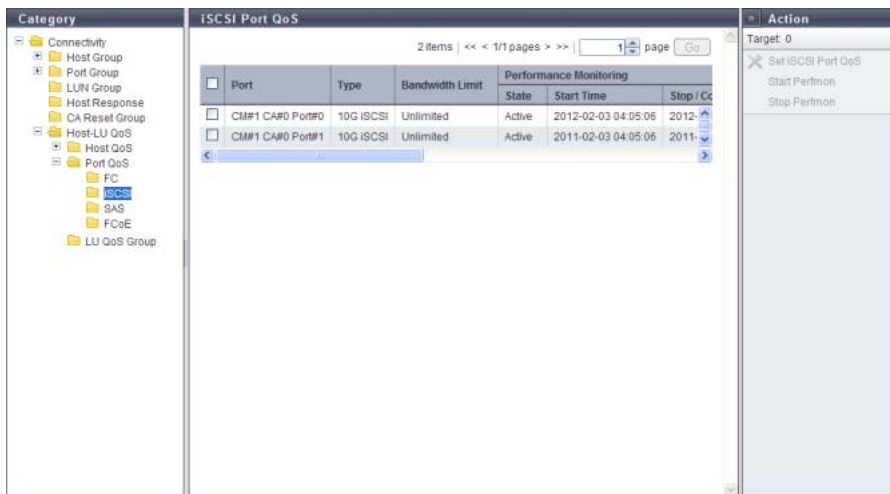 Category
Connectivity
Host Group
Port Group
LUN Group
Host Response
CA Reset Group
Host-LU QoS
Host QoS
Port QoS
FC
iSCSI
SAS
FCoE
LU QoS Group
iSCSI Port QoS
2 items | << < 1/1 pages > >> | 1 page Go
Port Type Bandwidth Limit Performance Monitoring
State Start Time Stop / Co
CM#1 CA#0 Port#0 10G iSCSI Unlimited Active 2012-02-03 04:05:06 2012-
CM#1 CA#0 Port#1 10G iSCSI Unlimited Active 2011-02-03 04:05:06 2011-
Action
Target: 0
Set iSCSI Port QoS
Start Perfmon
Stop Perfmon